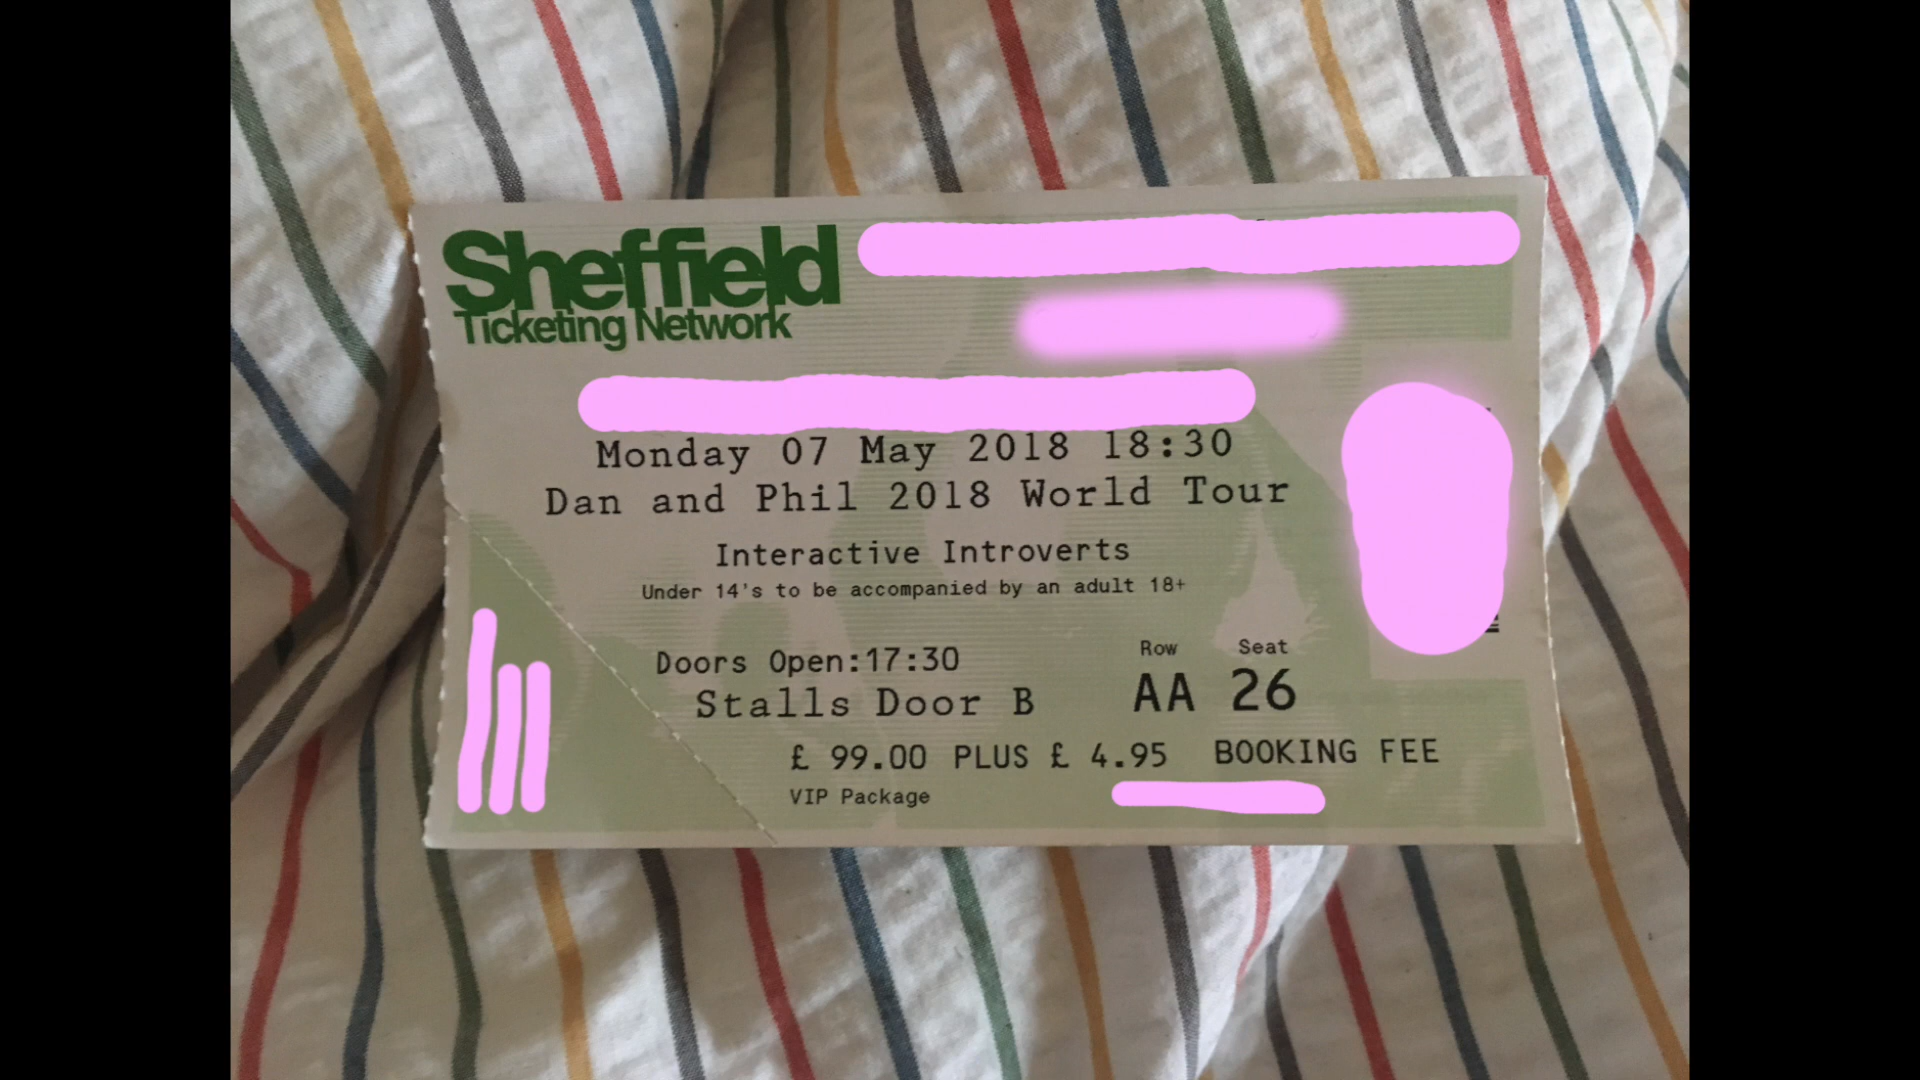 Sheffield
Ticketing Network
Monday 07 May 2018 18:30
Dan and Phil 2018 World Tour
Interactive Introverts
Under 14's to be accompanied by an adult 18+
Doors Open:17:30
Row Seat
Stalls Door B AA 26
£ 99.00 PLUS £ 4.95 BOOKING FEE
VIP Package